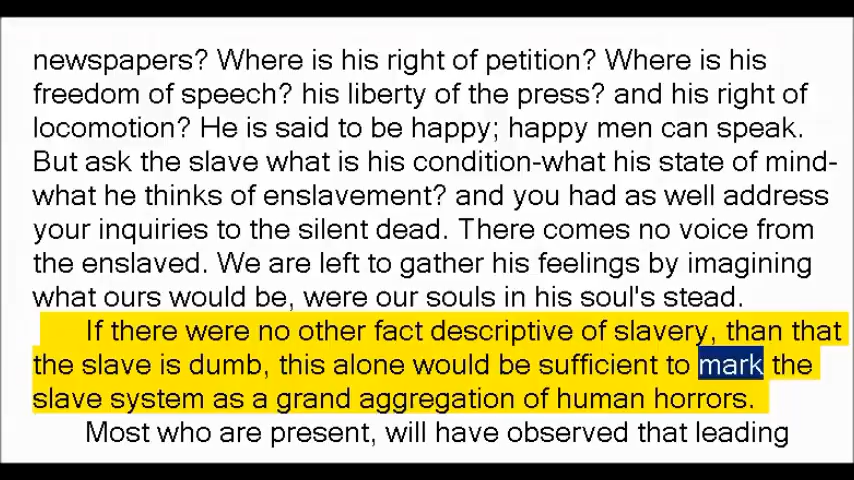 newspapers? Where is his right of petition? Where is his
freedom of speech? his liberty of the press? and his right of
locomotion? He is said to be happy; happy men can speak.
But ask the slave what is his condition-what his state of mind-
what he thinks of enslavement? and you had as well address
your inquiries to the silent dead. There comes no voice from
the enslaved. We are left to gather his feelings by imagining
what ours would be, were our souls in his soul's stead.
If there were no other fact descriptive of slavery, than that
the slave is dumb, this alone would be sufficient to mark the
slave system as a grand aggregation of human horrors.
Most who are present, will have observed that leading